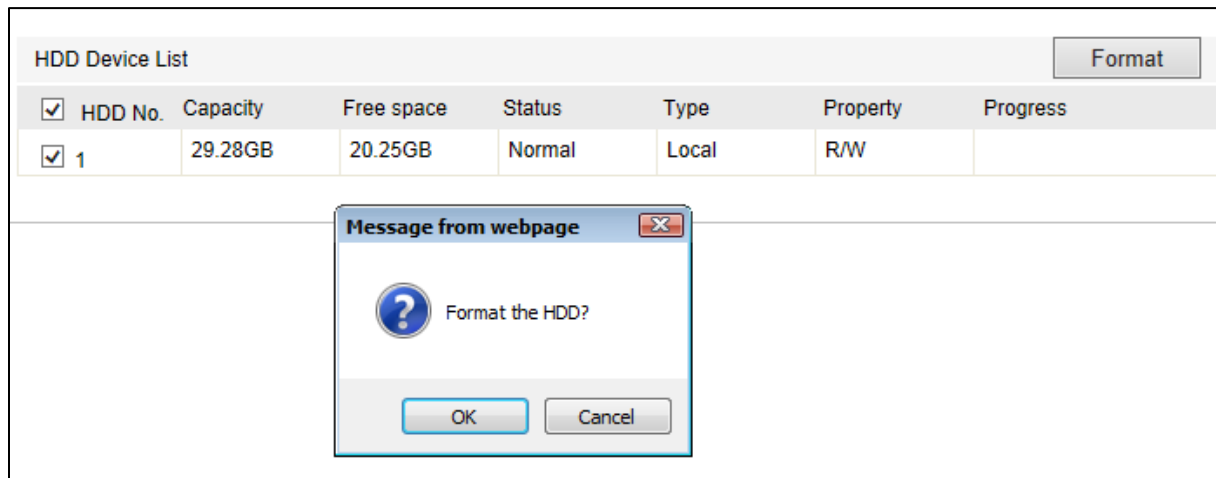 HDD Device List Format
HDD No. Capacity Free space Status Type Property Progress
1 29.28GB 20.25GB Normal Local R/W
Message from webpage
Format the HDD?
OK Cancel